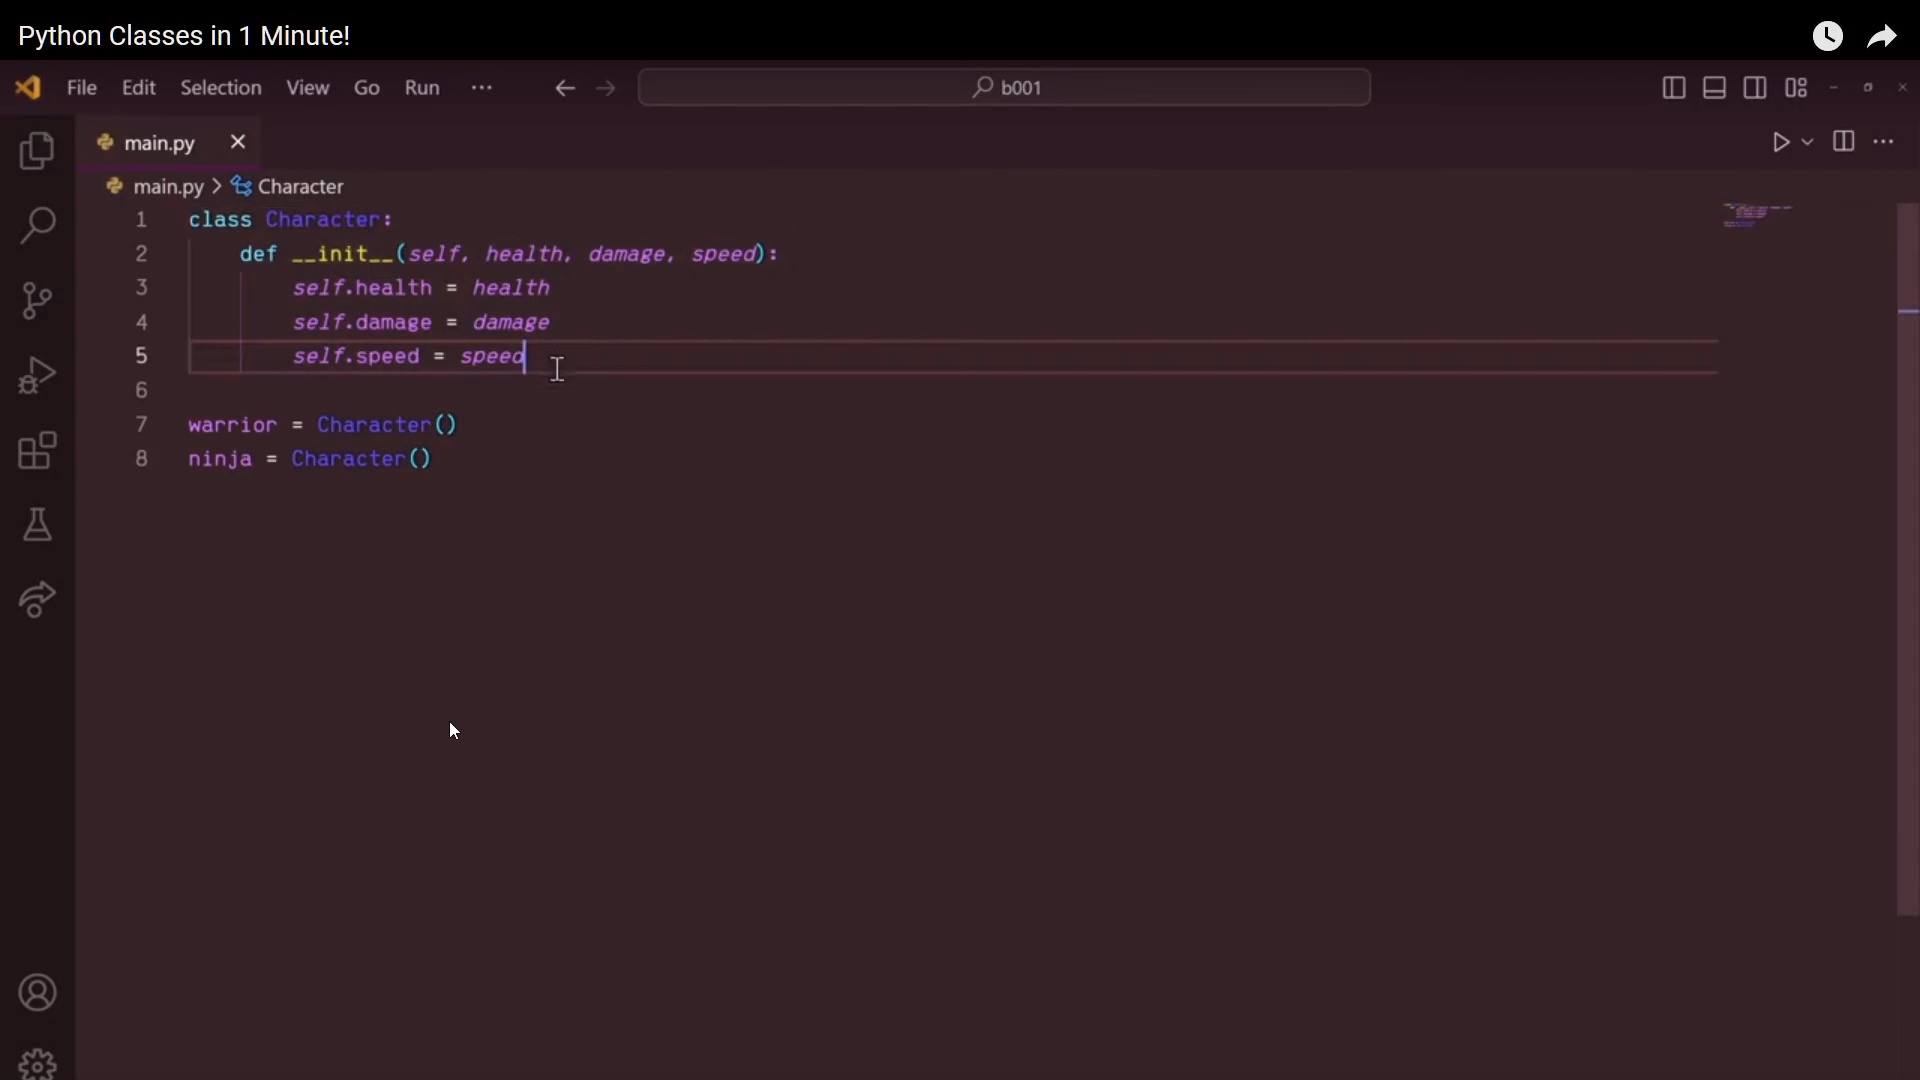 Python Classes in 1 Minute!
File Edit Selection View Go Run ··· b001
main.py
main.py > Character
1 class Character:
2     def __init__(self, health, damage, speed):
3         self.health = health
4         self.damage = damage
5         self.speed = speed
6
7 warrior = Character()
8 ninja = Character()